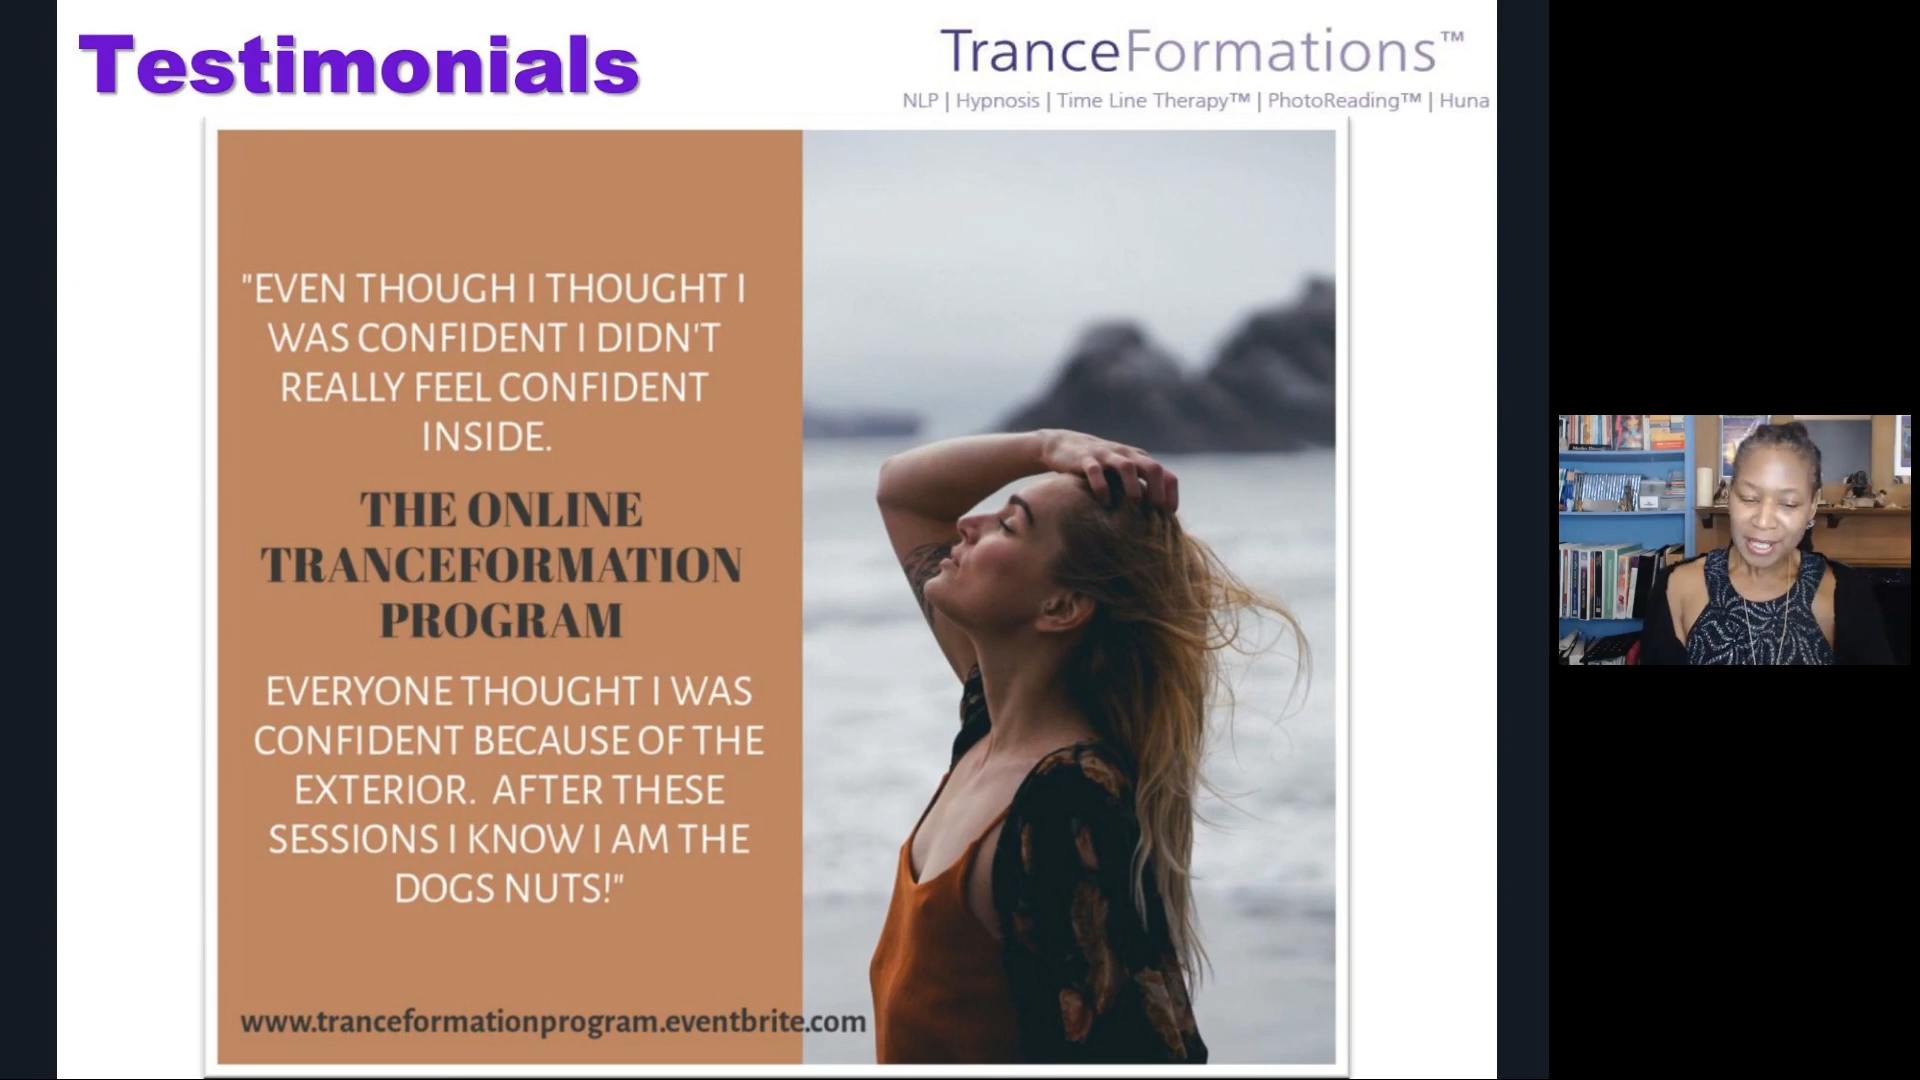 Testimonials
TranceFormations™
NLP | Hypnosis | Time Line Therapy™ | PhotoReading™ | Huna
"EVEN THOUGH I THOUGHT I
WAS CONFIDENT I DIDN'T
REALLY FEEL CONFIDENT
INSIDE.
THE ONLINE
TRANCEFORMATION
PROGRAM
EVERYONE THOUGHT I WAS
CONFIDENT BECAUSE OF THE
EXTERIOR. AFTER THESE
SESSIONS I KNOW I AM THE
DOGS NUTS!"
www.tranceformationprogram.eventbrite.com